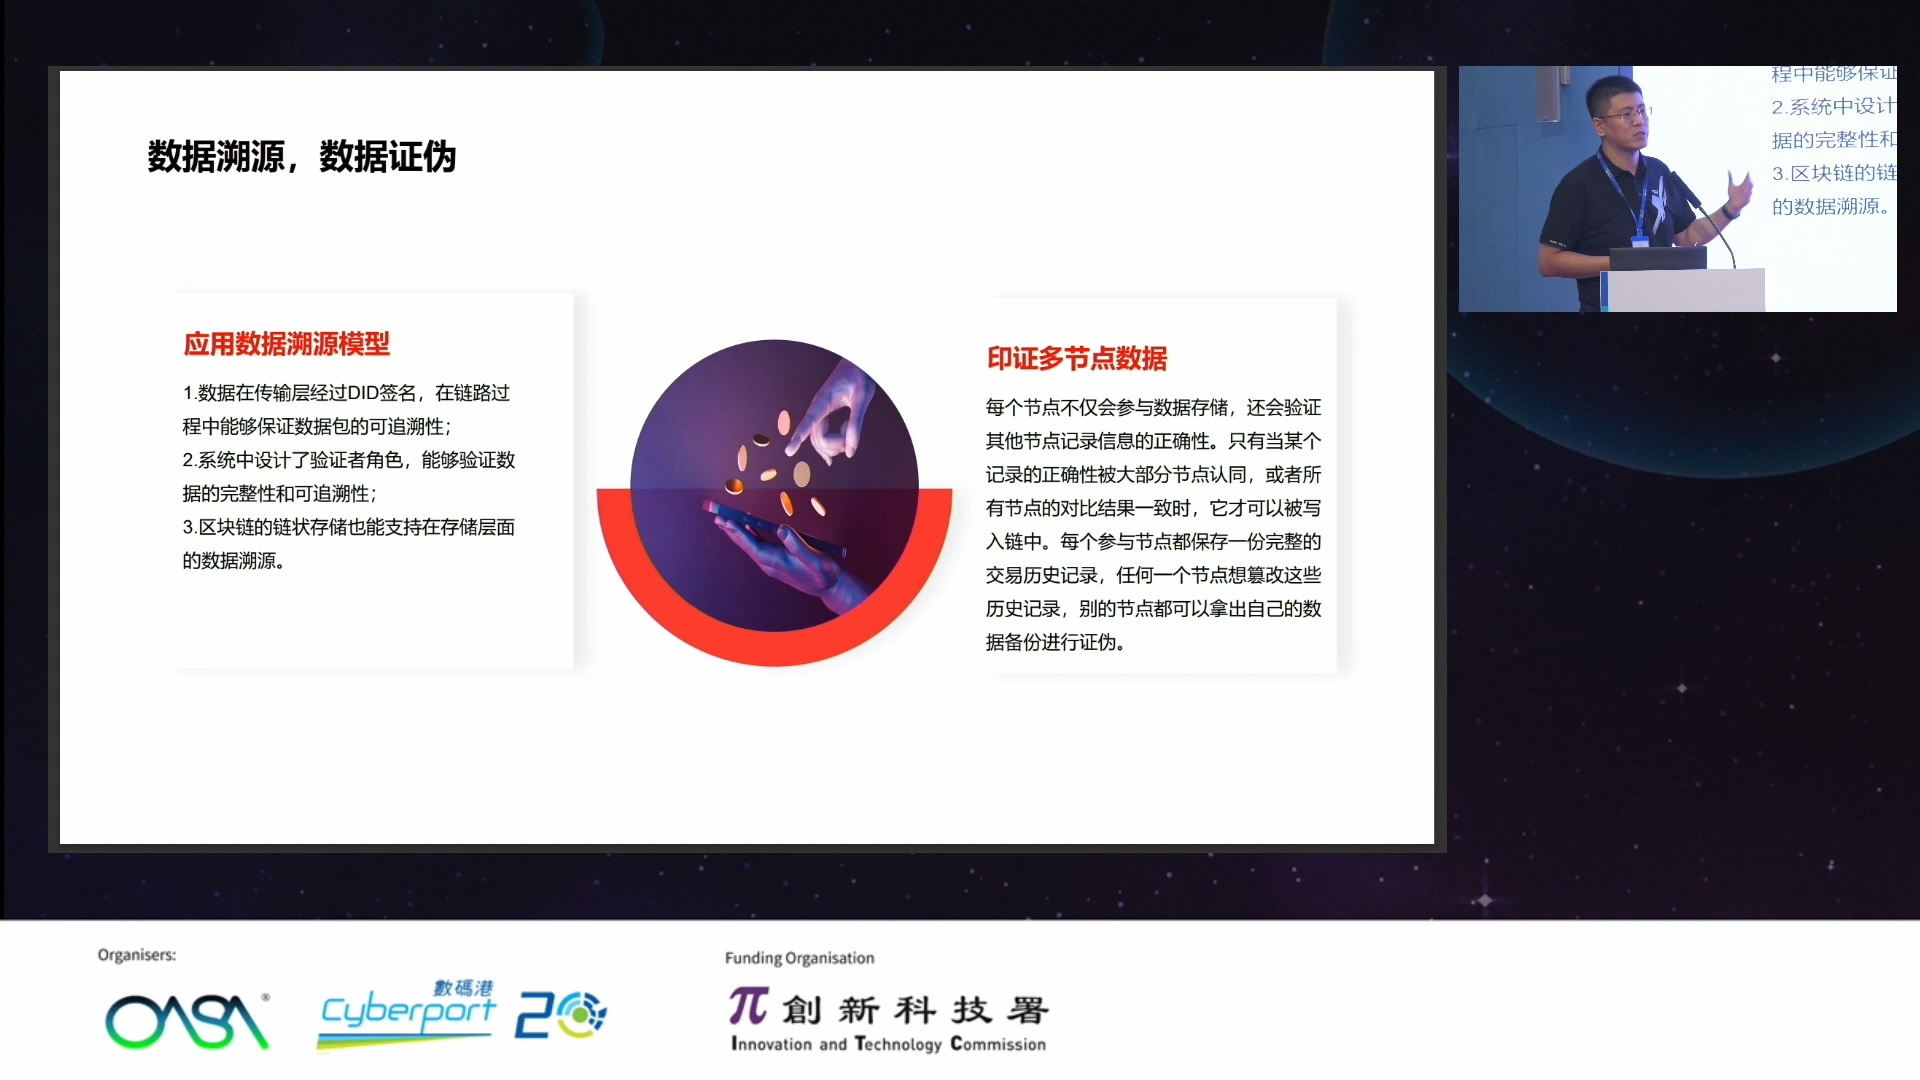 数据溯源，数据证伪
应用数据溯源模型
1.数据在传输层经过DID签名，在链路过
程中能够保证数据包的可追溯性；
2.系统中设计了验证者角色，能够验证数
据的完整性和可追溯性；
3.区块链的链状存储也能支持在存储层面
的数据溯源。
印证多节点数据
每个节点不仅会参与数据存储，还会验证
其他节点记录信息的正确性。只有当某个
记录的正确性被大部分节点认同，或者所
有节点的对比结果一致时，它才可以被写
入链中。每个参与节点都保存一份完整的
交易历史记录，任何一个节点想篡改这些
历史记录，别的节点都可以拿出自己的数
据备份进行证伪。
程中能够保证
2.系统中设计
据的完整性和
3.区块链的链
的数据溯源。
Organisers:
OASA®
數碼港
Cyberport 20
Funding Organisation
創新科技署
Innovation and Technology Commission